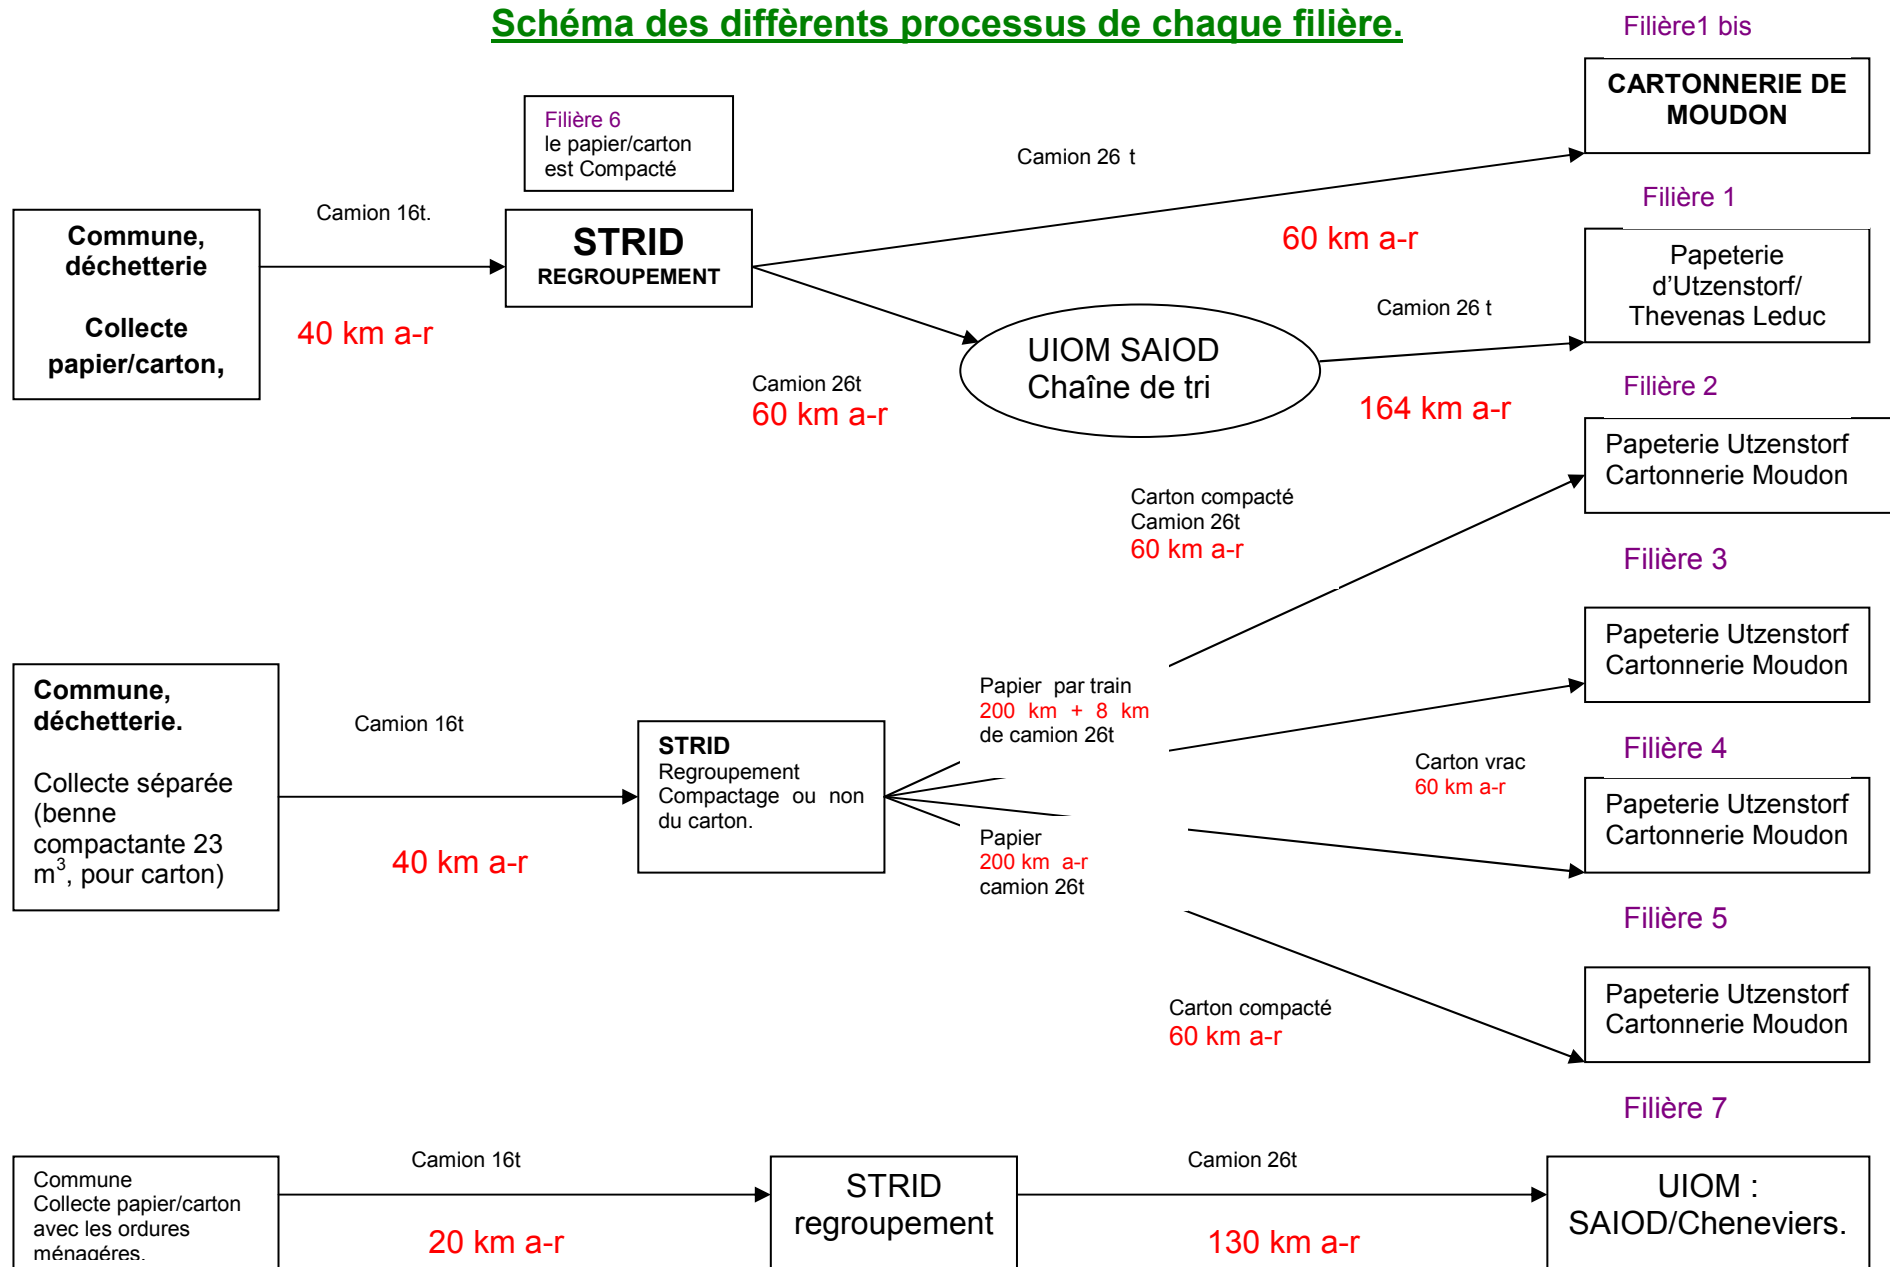 Schéma des diffèrents processus de chaque filière.
Filière1 bis
CARTONNERIE DE
MOUDON
Filière 6
le papier/carton
est Compacté
Camion 26 t
Camion 16t.
Filière 1
Commune,
déchetterie
Collecte
papier/carton,
STRID
REGROUPEMENT
60 km a-r
Papeterie
d’Utzenstorf/
Thevenas Leduc
40 km a-r
Camion 26 t
UIOM SAIOD
Chaîne de tri
Camion 26t
60 km a-r
164 km a-r
Filière 2
Papeterie Utzenstorf
Cartonnerie Moudon
Carton compacté
Camion 26t
60 km a-r
Filière 3
Papeterie Utzenstorf
Cartonnerie Moudon
Commune,
déchetterie.
Collecte séparée
(benne
compactante 23
m³, pour carton)
Camion 16t
40 km a-r
STRID
Regroupement
Compactage ou non
du carton.
Papier par train
200 km + 8 km
de camion 26t
Carton vrac
60 km a-r
Filière 4
Papeterie Utzenstorf
Cartonnerie Moudon
Papier
200 km a-r
camion 26t
Filière 5
Papeterie Utzenstorf
Cartonnerie Moudon
Carton compacté
60 km a-r
Filière 7
Commune
Collecte papier/carton
avec les ordures
ménagéres.
Camion 16t
20 km a-r
STRID
regroupement
Camion 26t
130 km a-r
UIOM :
SAIOD/Cheneviers.